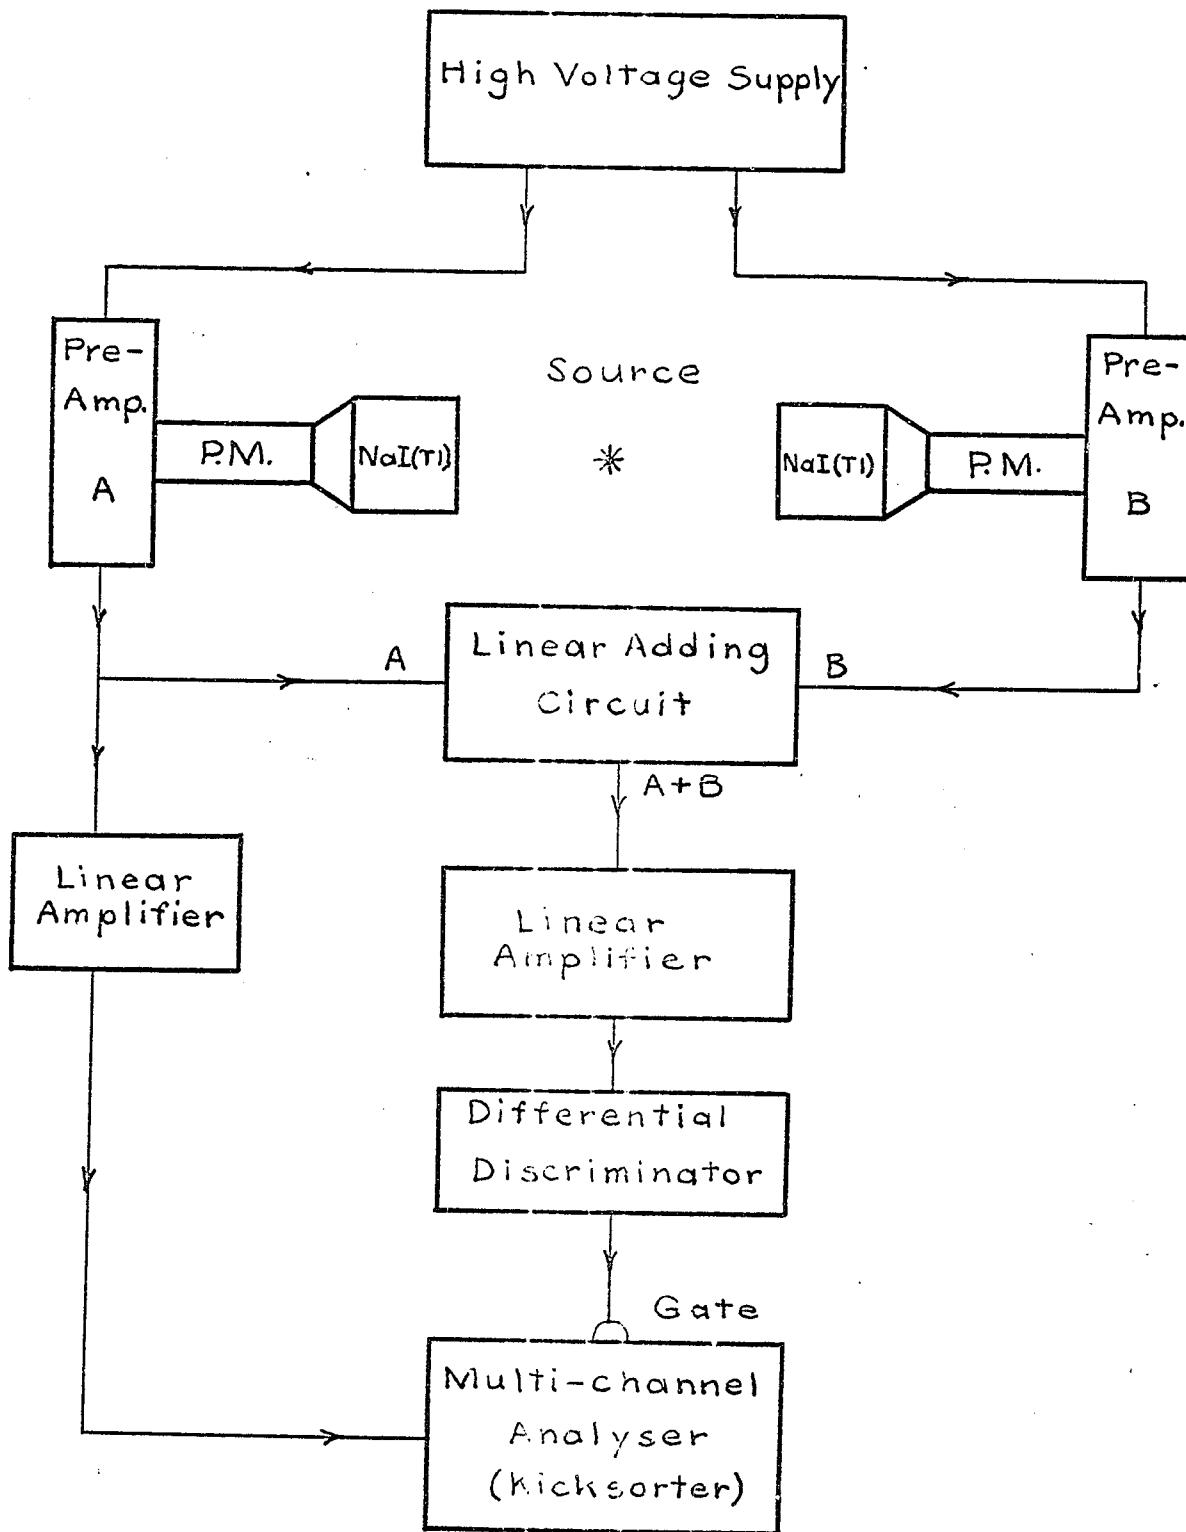 High Voltage Supply
Pre-
Amp.
A
P.M.
NaI(Tl)
Source
NaI(Tl)
P.M.
Pre-
Amp.
B
A
Linear Adding
Circuit
B
A+B
Linear
Amplifier
Linear
Amplifier
Differential
Discriminator
Gate
Multi-channel
Analyser
(Kicksorter)